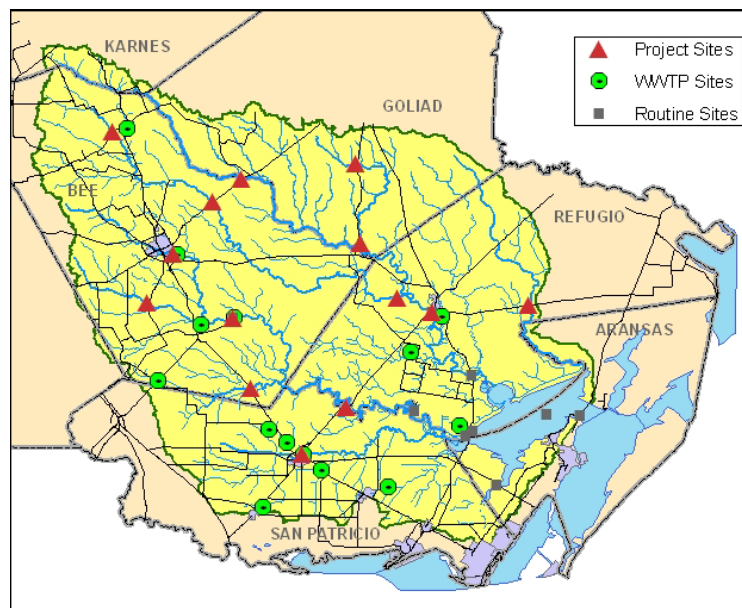 KARNES
Project Sites
WWTP Sites
Routine Sites
GOLIAD
BEE
REFUGIO
ARANSAS
SAN PATRICIO